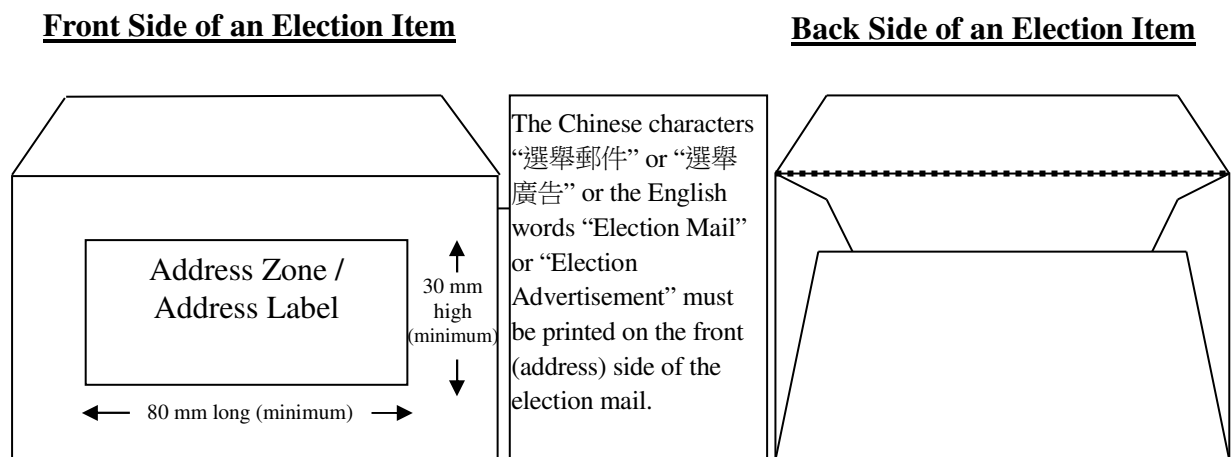 Front Side of an Election Item
Back Side of an Election Item
Address Zone /
Address Label
30 mm
high
(minimum)
80 mm long (minimum)
The Chinese characters
“選舉郵件” or “選舉
廣告” or the English
words “Election Mail”
or “Election
Advertisement” must
be printed on the front
(address) side of the
election mail.